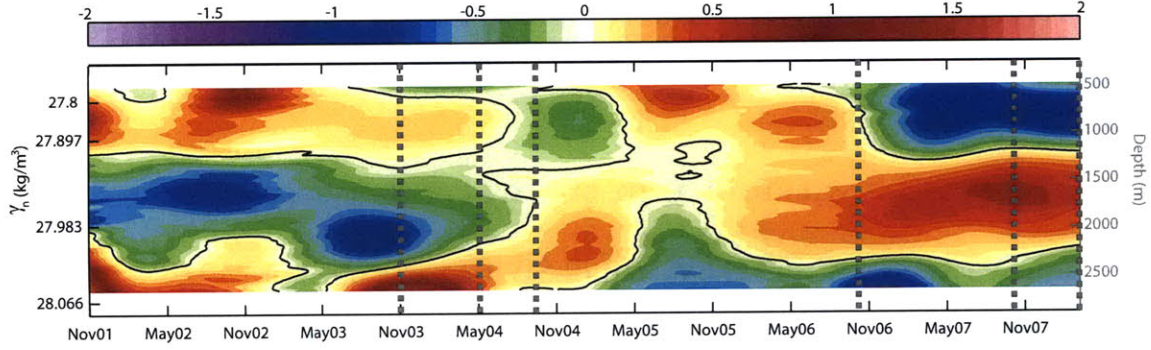 -2 -1.5 -1 -0.5 0 0.5 1 1.5 2
500
27.8
1000
27.897
1500
2000
27.983
2500
28.066
γn (kg/m³)
Depth (m)
Nov01 May02 Nov02 May03 Nov03 May04 Nov04 May05 Nov05 May06 Nov06 May07 Nov07